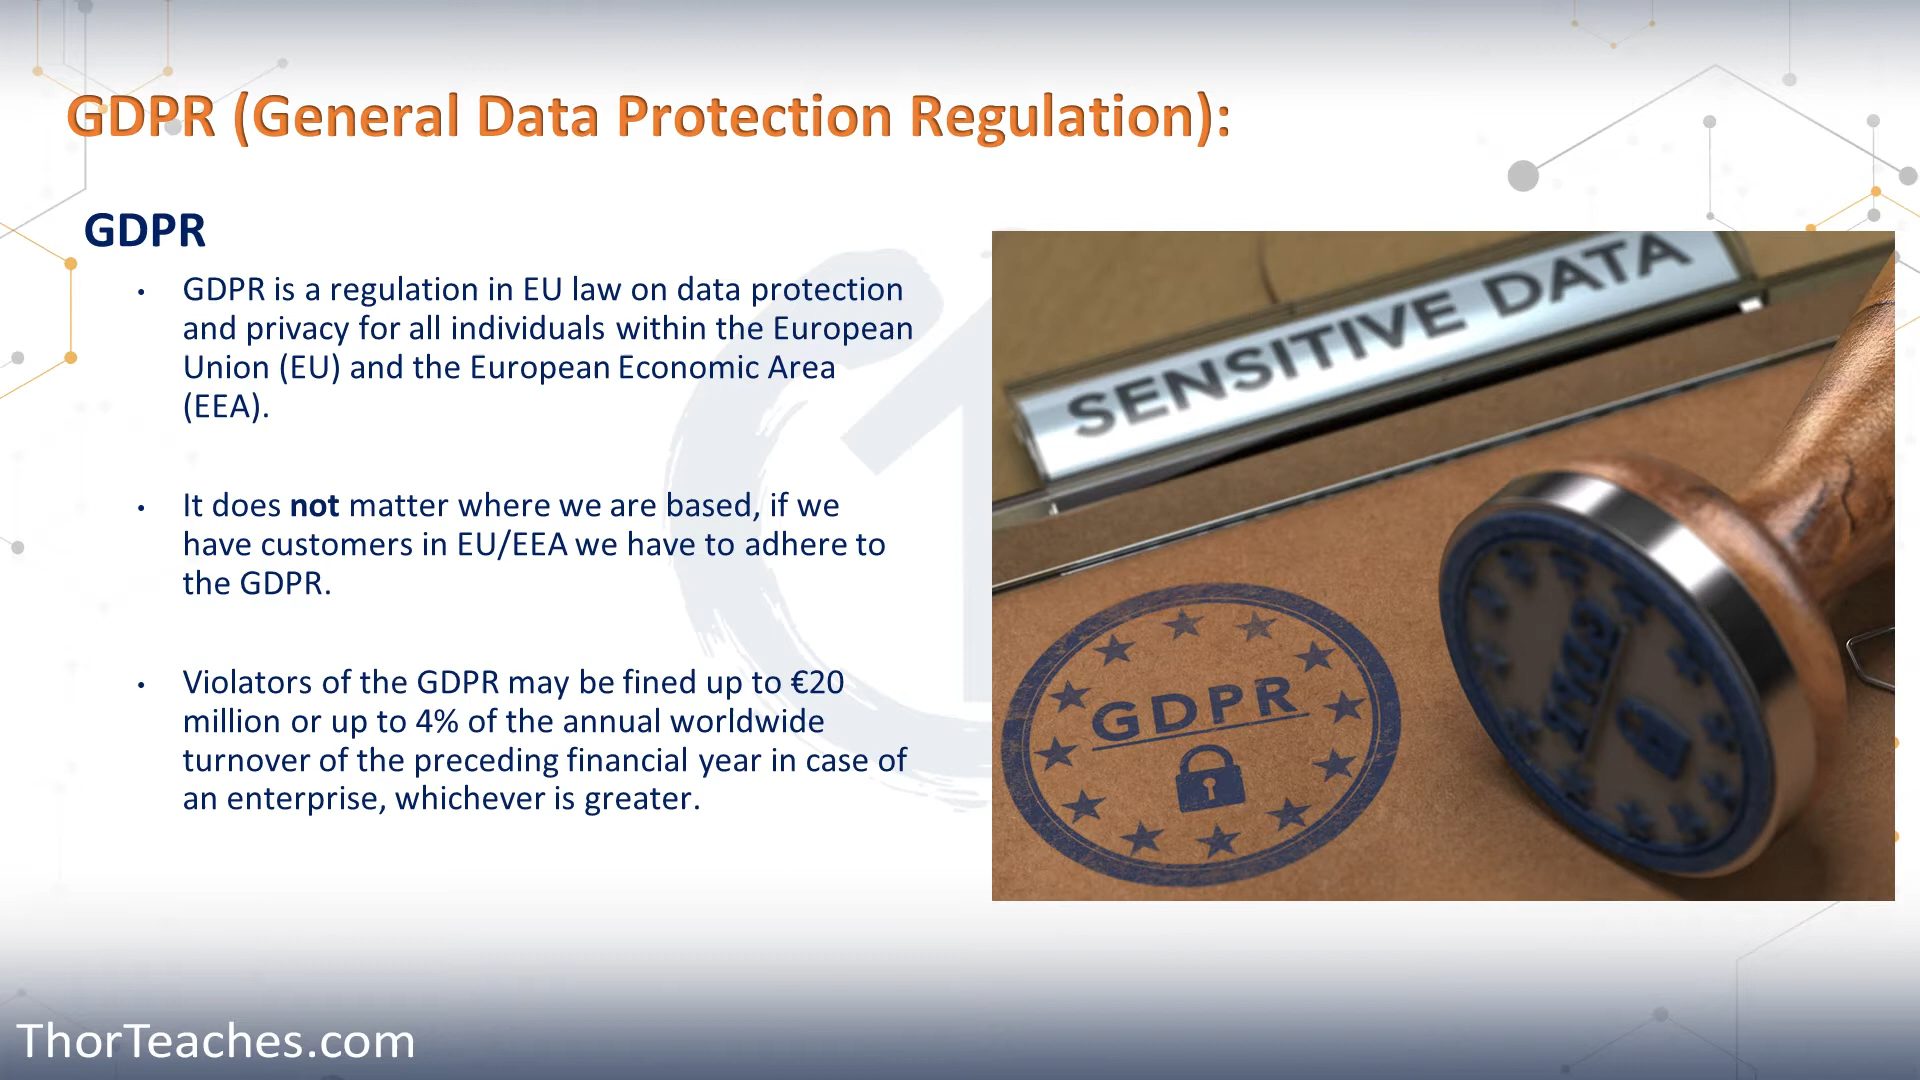 GDPR (General Data Protection Regulation):
GDPR
• GDPR is a regulation in EU law on data protection
and privacy for all individuals within the European
Union (EU) and the European Economic Area
(EEA).
• It does not matter where we are based, if we
have customers in EU/EEA we have to adhere to
the GDPR.
• Violators of the GDPR may be fined up to €20
million or up to 4% of the annual worldwide
turnover of the preceding financial year in case of
an enterprise, whichever is greater.
SENSITIVE DATA
GDPR
GDPR
ThorTeaches.com